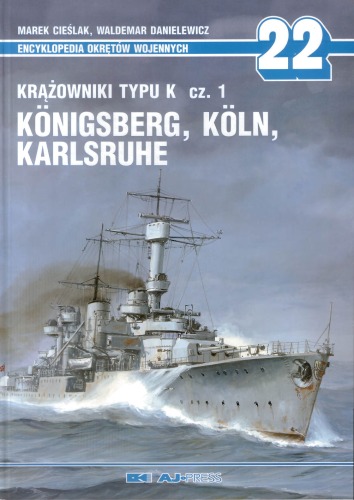 MAREK CIEŚLAK, WALDEMAR DANIELEWICZ
ENCYKLOPEDIA OKRĘTÓW WOJENNYCH
22
KRĄŻOWNIKI TYPU K cz. 1
KÖNIGSBERG, KÖLN,
KARLSRUHE
AJ-PRESS